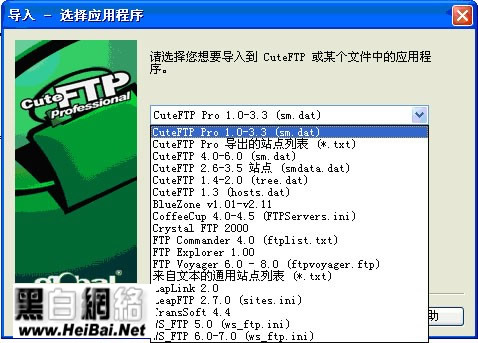 导入 - 选择应用程序
请选择您想要导入到 CuteFTP 或某个文件中的应用程
序。
CuteFTP
Professional
CuteFTP Pro 1.0-3.3 (sm.dat)
CuteFTP Pro 1.0-3.3 (sm.dat)
CuteFTP Pro 导出的站点列表 (*.txt)
CuteFTP 4.0-6.0 (sm.dat)
CuteFTP 2.6-3.5 站点 (smdata.dat)
CuteFTP 1.4-2.0 (tree.dat)
CuteFTP 1.3 (hosts.dat)
BlueZone v1.01-v2.11
CoffeeCup 4.0-4.5 (FTPServers.ini)
Crystal FTP 2000
FTP Commander 4.0 (ftplist.txt)
FTP Explorer 1.00
FTP Voyager 6.0 - 8.0 (ftpvoyager.ftp)
来自文本的通用站点列表 (*.txt)
LapLink 2.0
LeapFTP 2.7.0 (sites.ini)
TransSoft 4.4
WS_FTP 5.0 (ws_ftp.ini)
WS_FTP 6.0-7.0 (ws_ftp.ini)
助
黑白網絡
www.HeiBai.Net